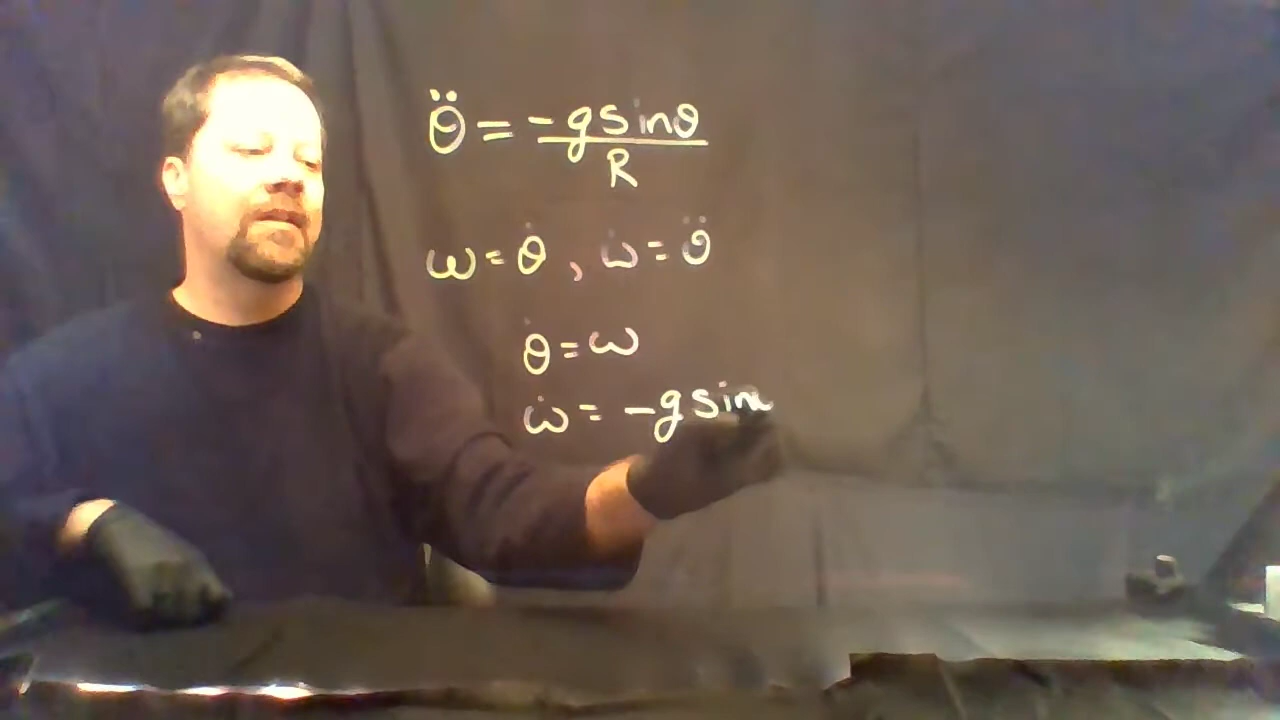 θ̈ = -g sinθ / R
ω = θ̇ , ω̇ = θ̈
θ̇ = ω
ω̇ = -g sin